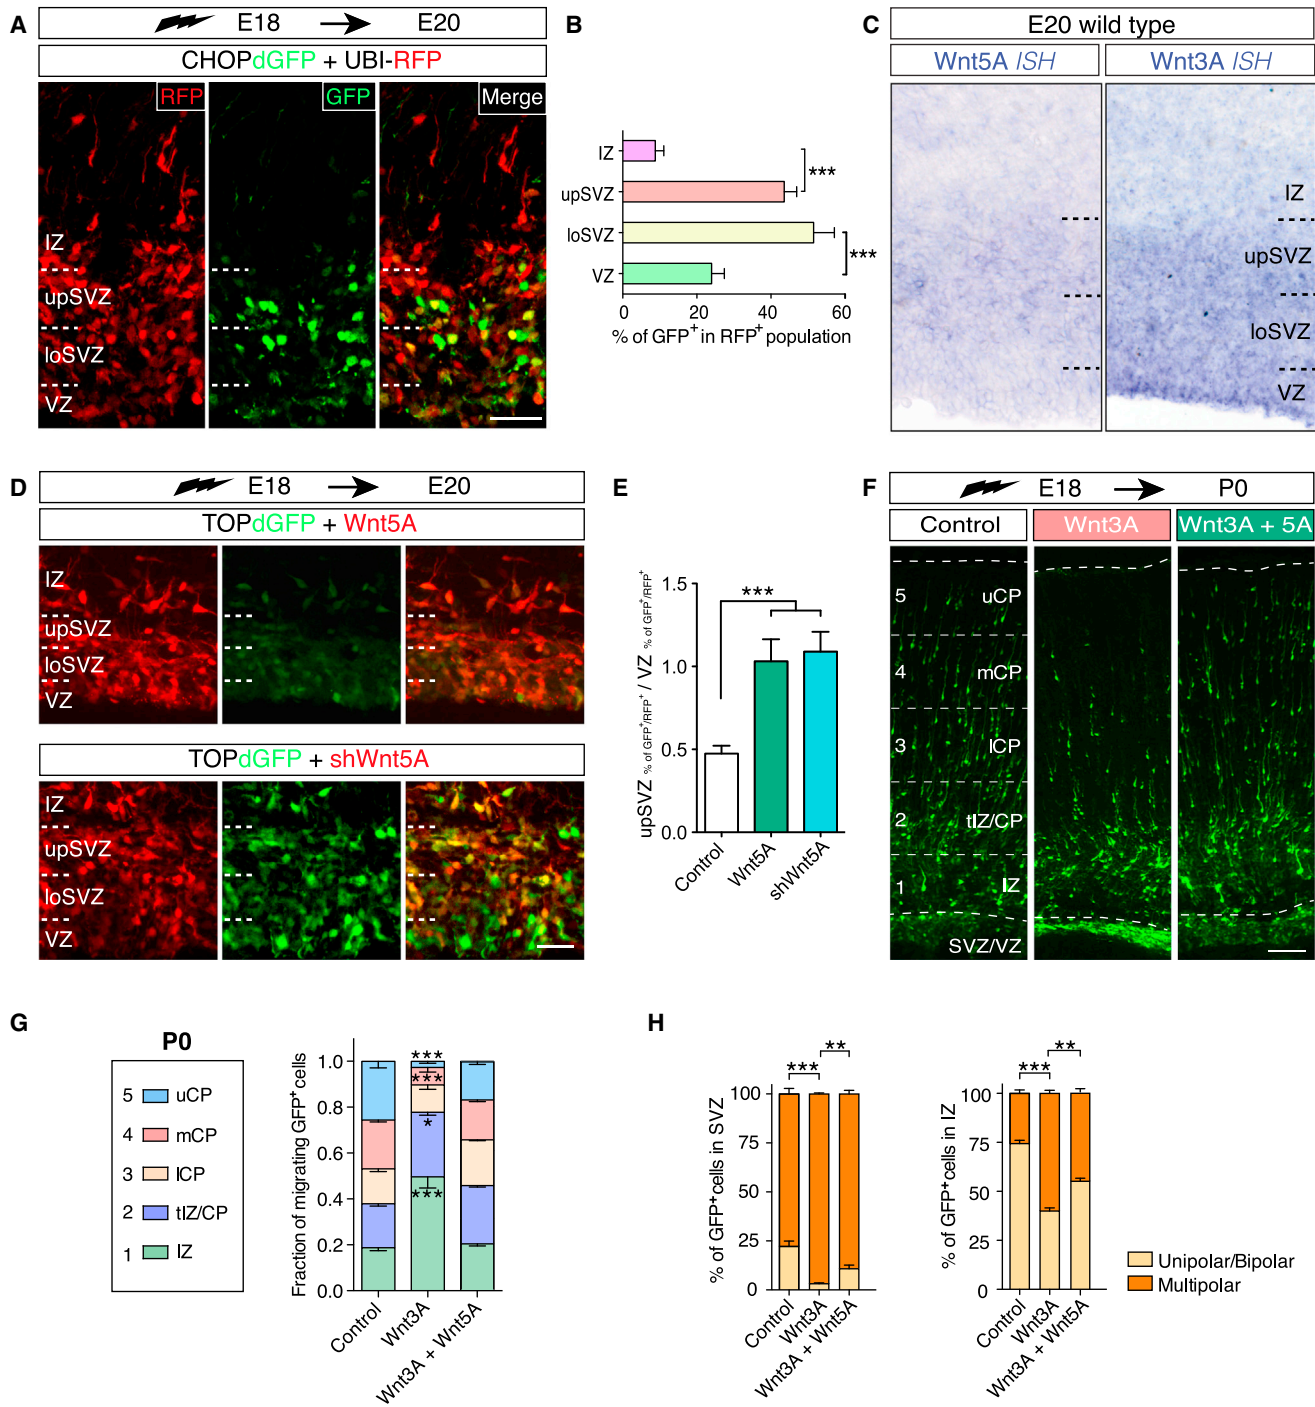 A
E18
E20
CHOPdGFP + UBI-RFP
RFP
GFP
Merge
IZ
upSVZ
loSVZ
VZ
B
IZ
upSVZ
loSVZ
VZ
***
***
0
20
40
60
% of GFP+ in RFP+ population
C
E20 wild type
Wnt5A ISH
Wnt3A ISH
IZ
upSVZ
loSVZ
VZ
D
E18
E20
TOPdGFP + Wnt5A
IZ
upSVZ
loSVZ
VZ
TOPdGFP + shWnt5A
IZ
upSVZ
loSVZ
VZ
E
upSVZ % of GFP+/RFP+ / VZ % of GFP+/RFP+
1.5
1.0
0.5
0.0
***
Control
Wnt5A
shWnt5A
F
E18
P0
Control
Wnt3A
Wnt3A + 5A
5 uCP
4 mCP
3 lCP
2 tIZ/CP
1 IZ
SVZ/VZ
G
P0
5 uCP
4 mCP
3 lCP
2 tIZ/CP
1 IZ
Fraction of migrating GFP+ cells
1.0
0.8
0.6
0.4
0.2
0.0
***
***
*
***
Control
Wnt3A
Wnt3A + Wnt5A
H
% of GFP+cells in SVZ
100
75
50
25
0
***
**
Control
Wnt3A
Wnt3A + Wnt5A
% of GFP+cells in IZ
100
75
50
25
0
***
**
Control
Wnt3A
Wnt3A + Wnt5A
Unipolar/Bipolar
Multipolar